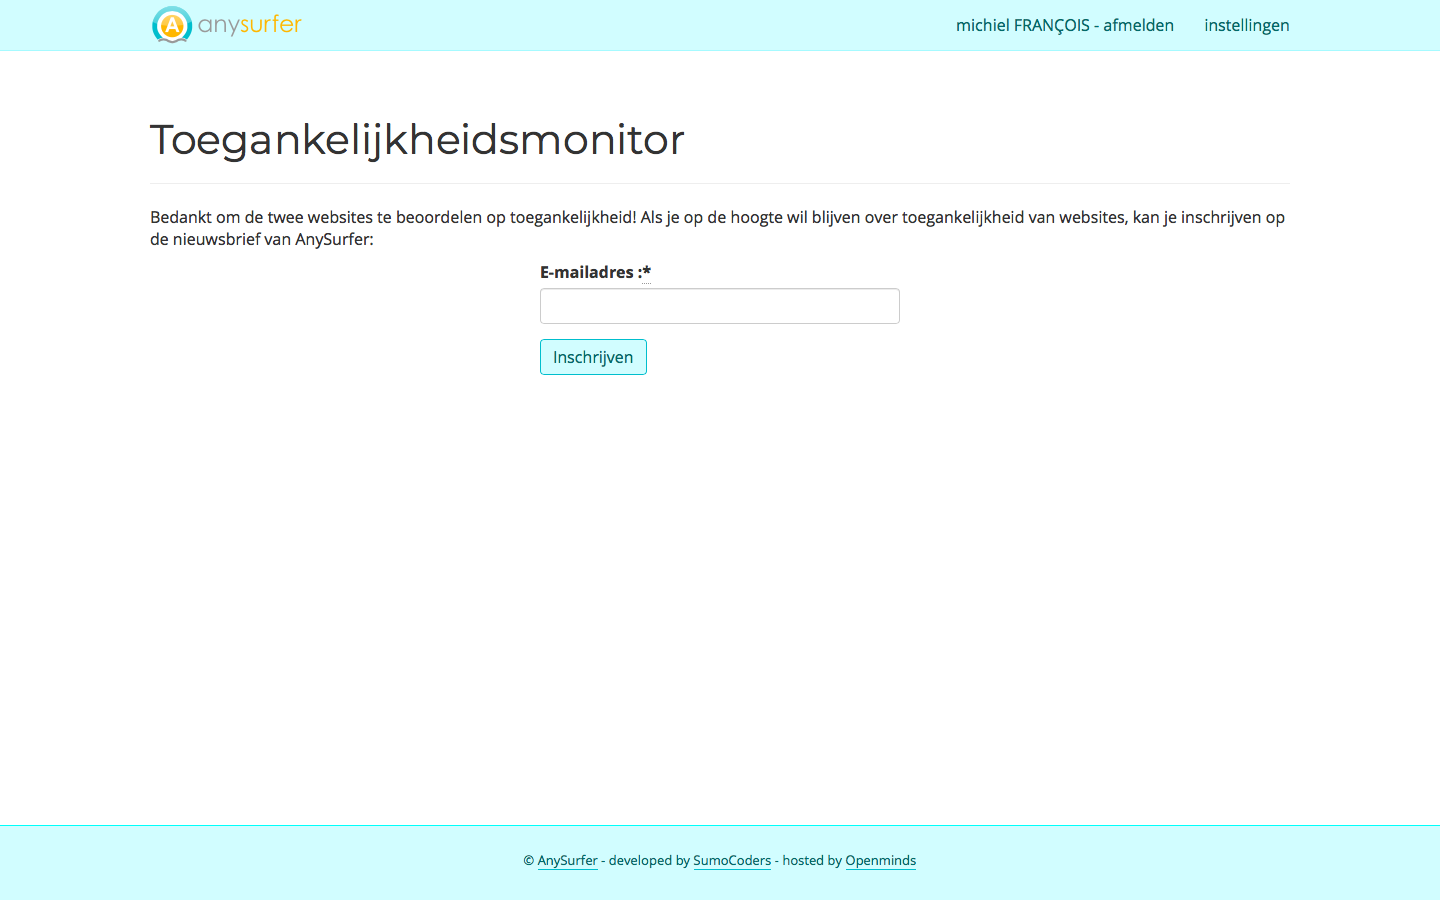 anysurfer
michiel FRANÇOIS - afmelden
instellingen
Toegankelijkheidsmonitor
Bedankt om de twee websites te beoordelen op toegankelijkheid! Als je op de hoogte wil blijven over toegankelijkheid van websites, kan je inschrijven op
de nieuwsbrief van AnySurfer:
E-mailadres :*
Inschrijven
© AnySurfer - developed by SumoCoders - hosted by Openminds